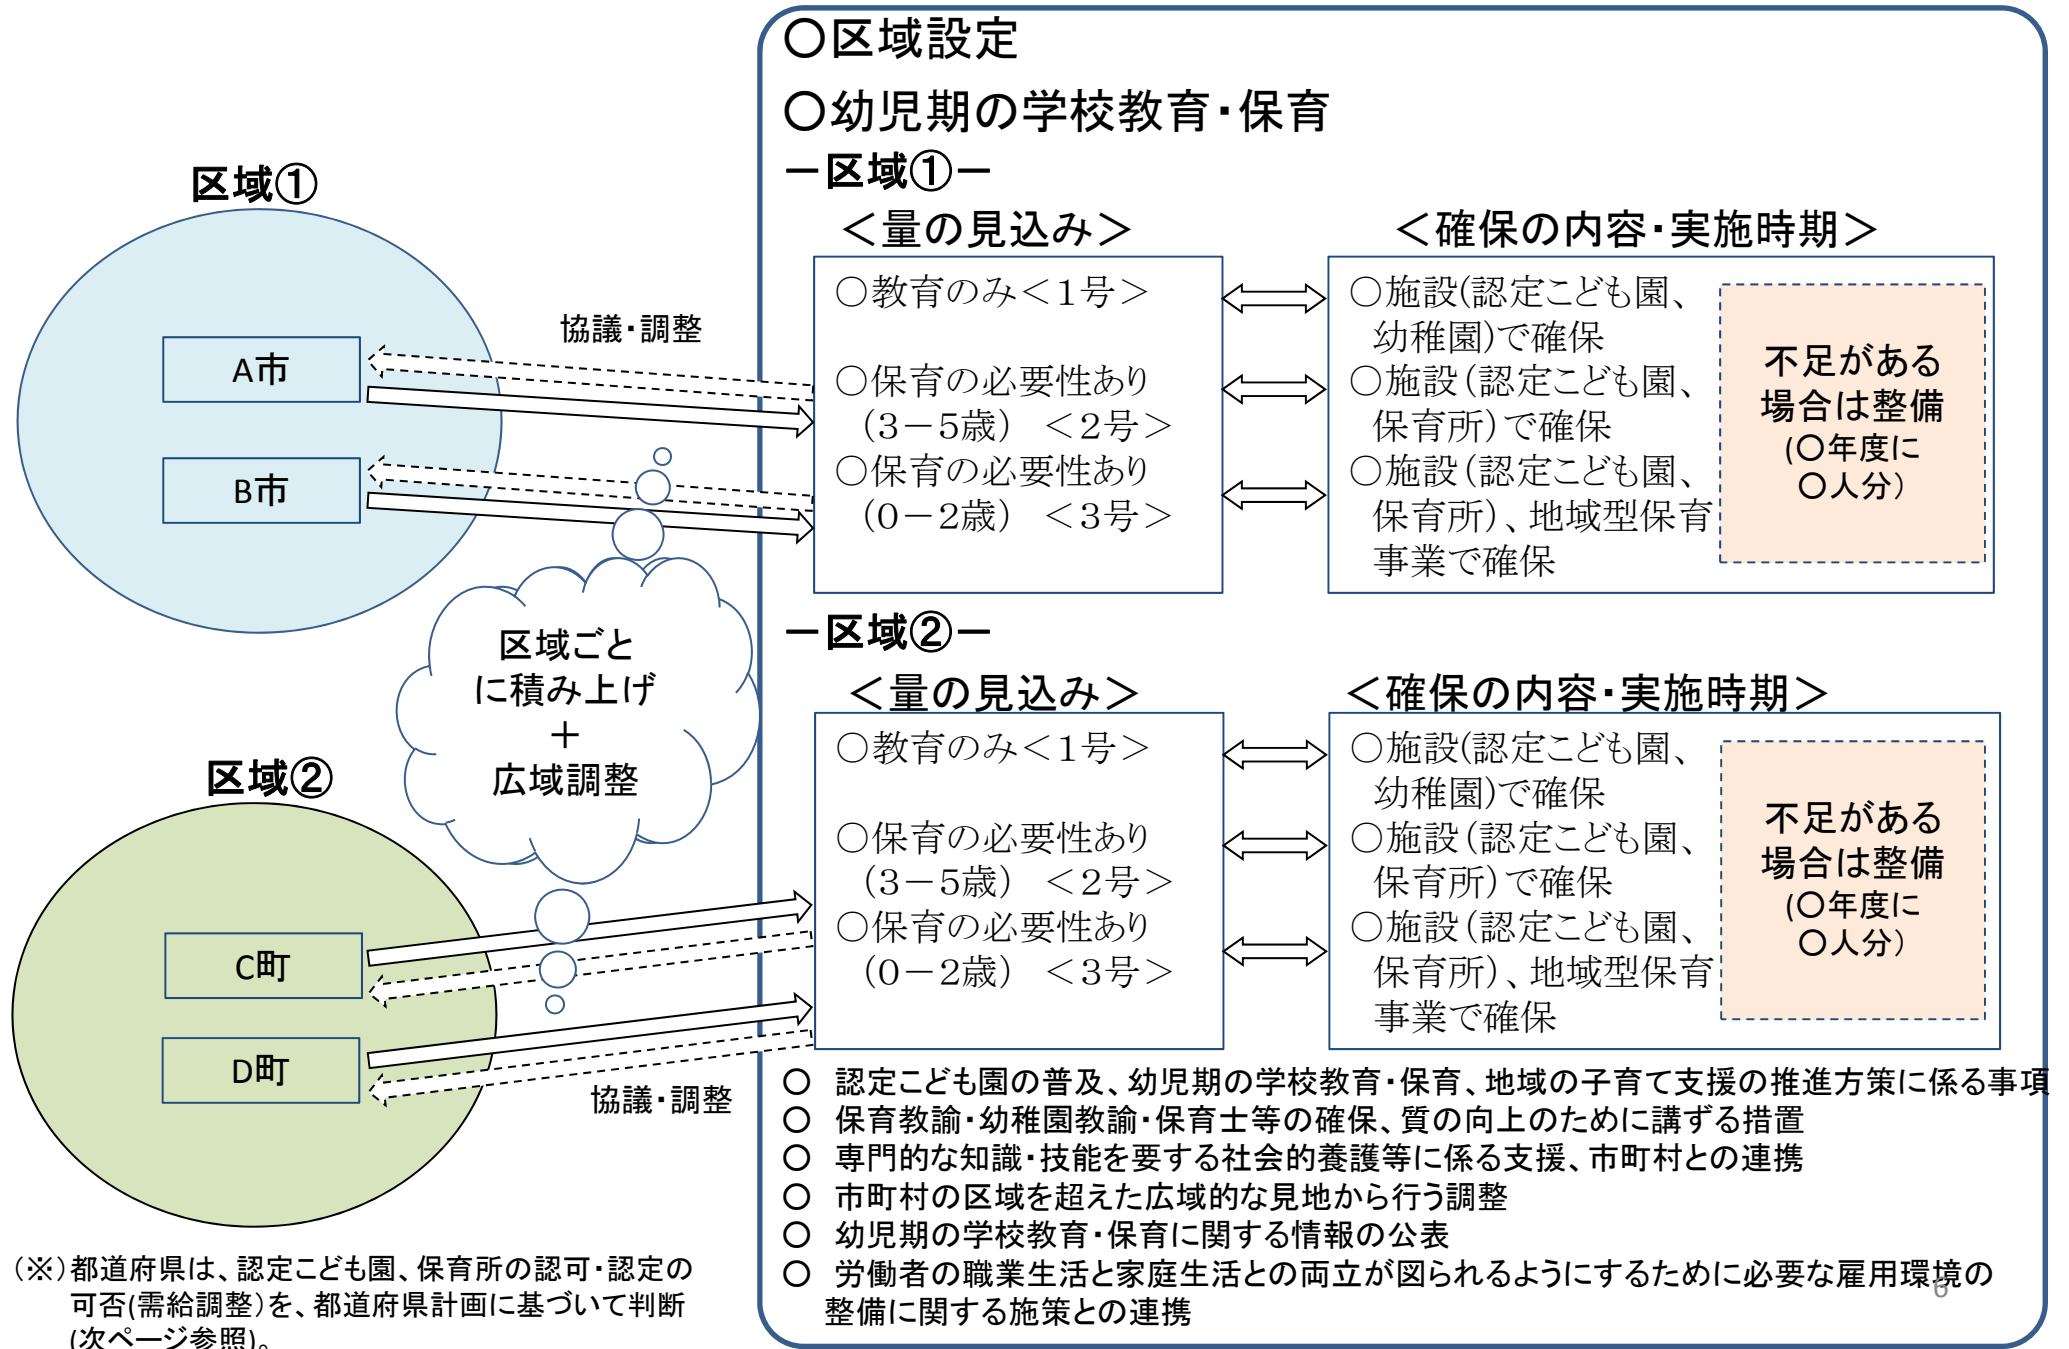 区域①
A市
B市
協議・調整
区域ごと
に積み上げ
＋
広域調整
区域②
C町
D町
協議・調整
（※）都道府県は、認定こども園、保育所の認可・認定の
可否(需給調整）を、都道府県計画に基づいて判断
(次ページ参照)。
○区域設定
○幼児期の学校教育・保育
－区域①－
＜量の見込み＞
○教育のみ＜１号＞
○保育の必要性あり
（３－５歳） ＜２号＞
○保育の必要性あり
（０－２歳） ＜３号＞
＜確保の内容・実施時期＞
○施設(認定こども園、
幼稚園)で確保
○施設（認定こども園、
保育所）で確保
○施設（認定こども園、
保育所）、地域型保育
事業で確保
不足がある
場合は整備
(○年度に
○人分）
－区域②－
＜量の見込み＞
○教育のみ＜１号＞
○保育の必要性あり
（３－５歳） ＜２号＞
○保育の必要性あり
（０－２歳） ＜３号＞
＜確保の内容・実施時期＞
○施設(認定こども園、
幼稚園)で確保
○施設（認定こども園、
保育所）で確保
○施設（認定こども園、
保育所）、地域型保育
事業で確保
不足がある
場合は整備
(○年度に
○人分）
○ 認定こども園の普及、幼児期の学校教育・保育、地域の子育て支援の推進方策に係る事項
○ 保育教諭・幼稚園教諭・保育士等の確保、質の向上のために講ずる措置
○ 専門的な知識・技能を要する社会的養護等に係る支援、市町村との連携
○ 市町村の区域を超えた広域的な見地から行う調整
○ 幼児期の学校教育・保育に関する情報の公表
○ 労働者の職業生活と家庭生活との両立が図られるようにするために必要な雇用環境の
整備に関する施策との連携
6